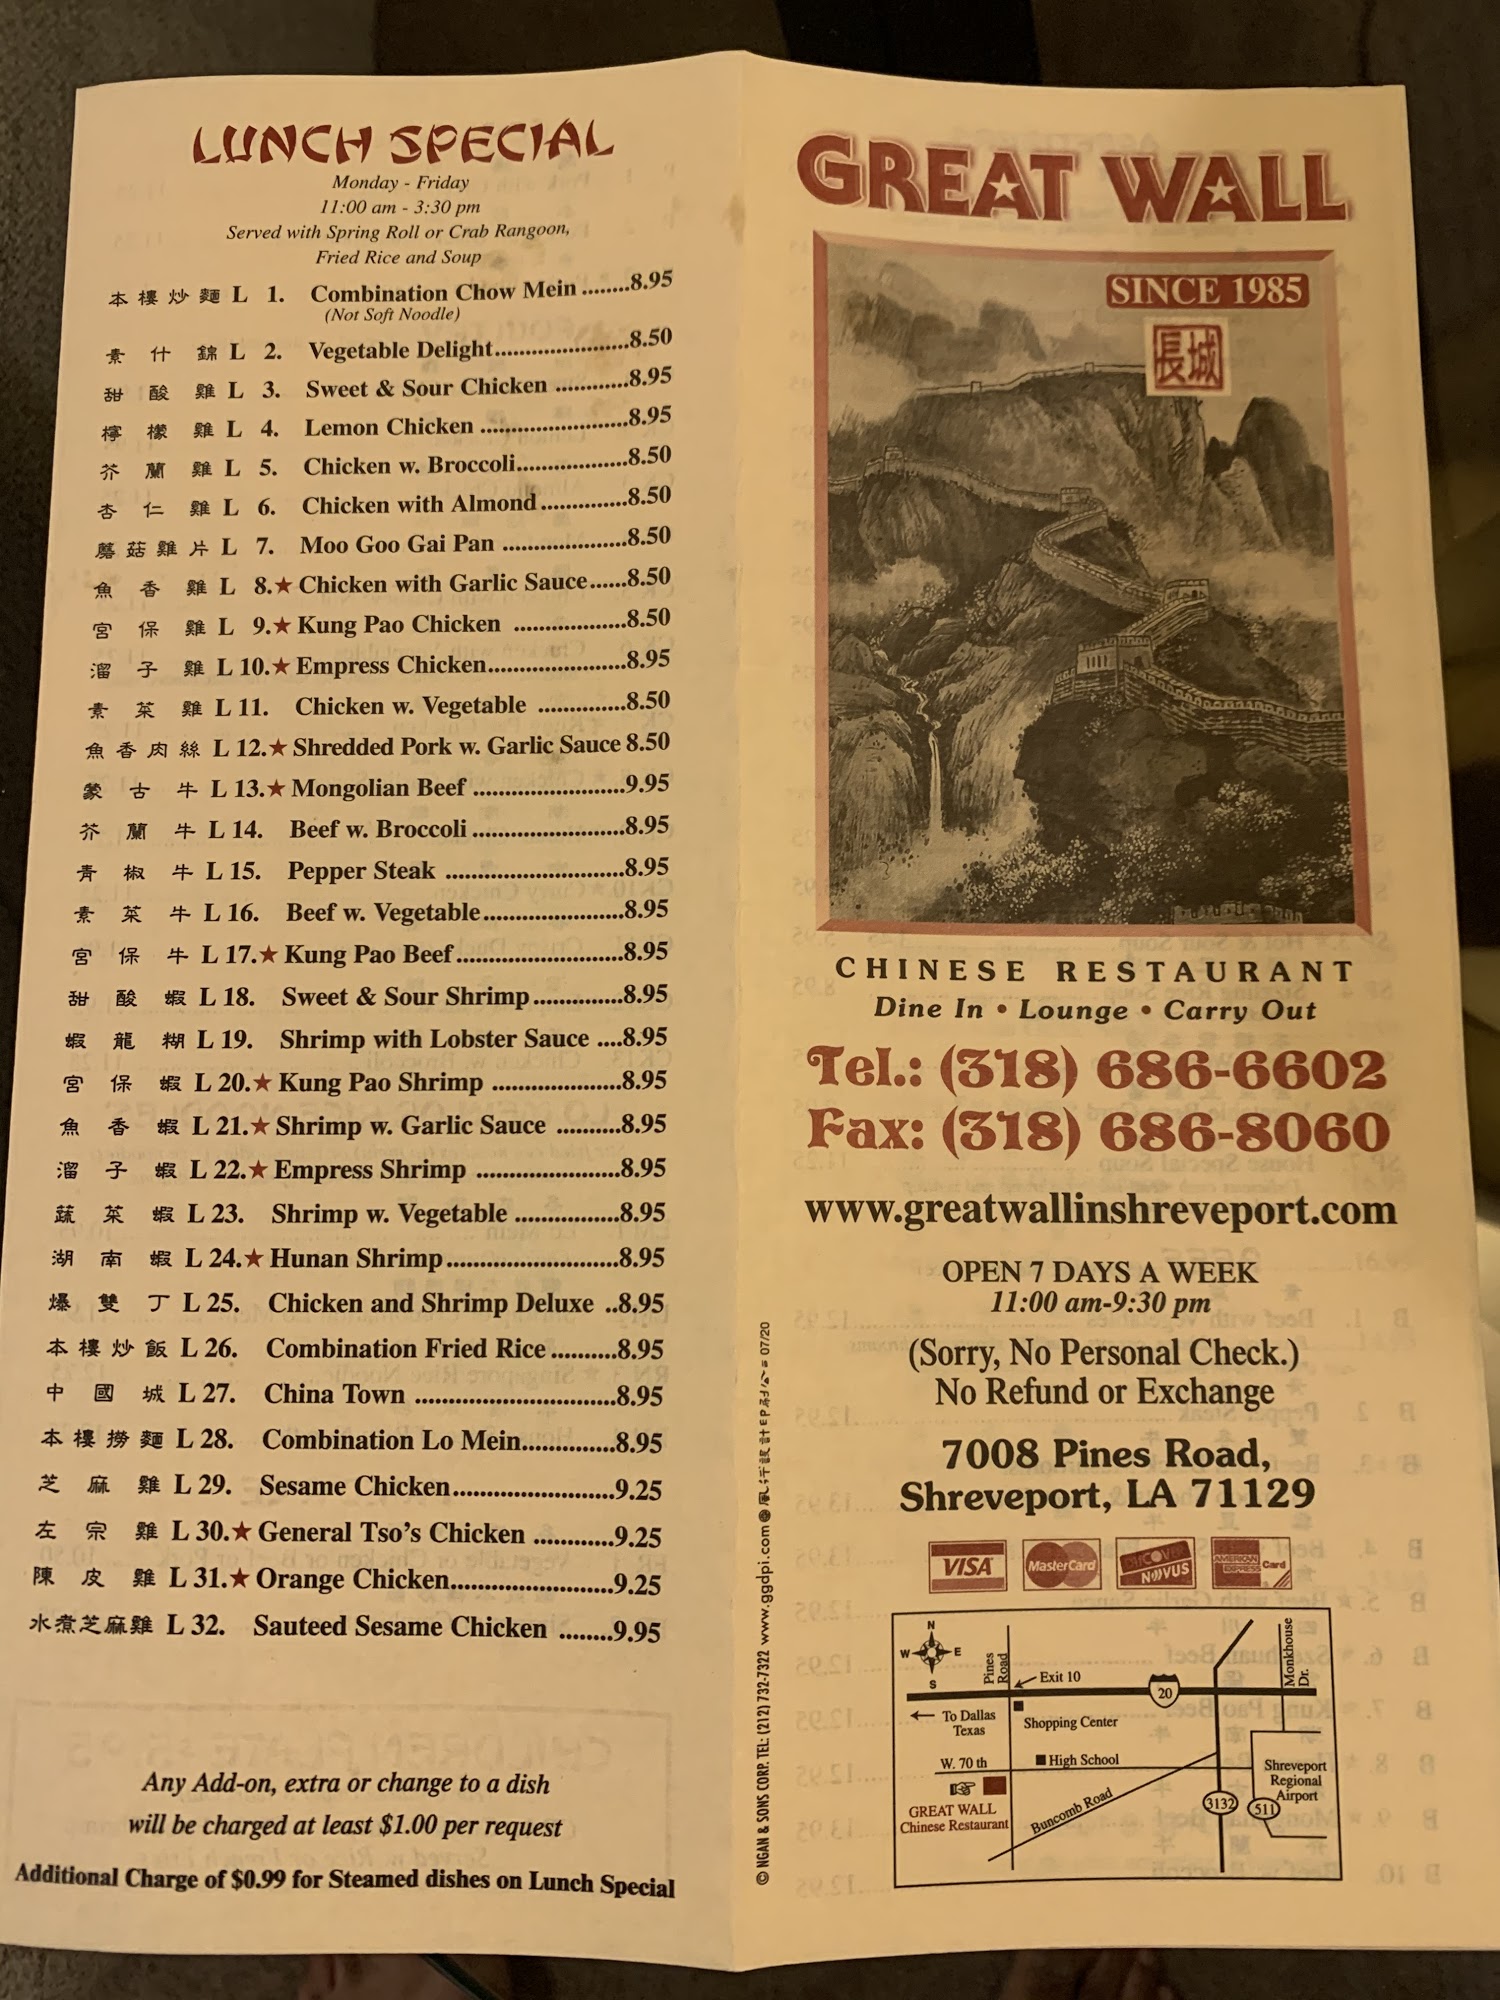 LUNCH SPECIAL
Monday - Friday
11:00 am - 3:30 pm
Served with Spring Roll or Crab Rangoon,
Fried Rice and Soup
本樓炒麵 L 1. Combination Chow Mein ........8.95
(Not Soft Noodle)
素什錦 L 2. Vegetable Delight........................8.50
甜酸雞 L 3. Sweet & Sour Chicken ...........8.95
檸檬雞 L 4. Lemon Chicken ......................8.95
芥蘭雞 L 5. Chicken w. Broccoli.................8.50
杏仁雞 L 6. Chicken with Almond.............8.50
蘑菇雞片 L 7. Moo Goo Gai Pan ...................8.50
魚香雞 L 8.★ Chicken with Garlic Sauce......8.50
宮保雞 L 9.★ Kung Pao Chicken .................8.50
溜子雞 L 10.★ Empress Chicken.....................8.95
素菜雞 L 11. Chicken w. Vegetable .............8.50
魚香肉絲 L 12.★ Shredded Pork w. Garlic Sauce 8.50
蒙古牛 L 13.★ Mongolian Beef ......................9.95
芥蘭牛 L 14. Beef w. Broccoli ......................8.95
青椒牛 L 15. Pepper Steak .........................8.95
素菜牛 L 16. Beef w. Vegetable....................8.95
宮保牛 L 17.★ Kung Pao Beef........................8.95
甜酸蝦 L 18. Sweet & Sour Shrimp.............8.95
蝦龍糊 L 19. Shrimp with Lobster Sauce ....8.95
宮保蝦 L 20.★ Kung Pao Shrimp ..................8.95
魚香蝦 L 21.★ Shrimp w. Garlic Sauce .........8.95
溜子蝦 L 22.★ Empress Shrimp ....................8.95
蔬菜蝦 L 23. Shrimp w. Vegetable ...............8.95
湖南蝦 L 24.★ Hunan Shrimp........................8.95
爆雙丁 L 25. Chicken and Shrimp Deluxe ..8.95
本樓炒飯 L 26. Combination Fried Rice.........8.95
中國城 L 27. China Town ............................8.95
本樓撈麵 L 28. Combination Lo Mein............8.95
芝麻雞 L 29. Sesame Chicken.......................9.25
左宗雞 L 30.★ General Tso's Chicken ...........9.25
陳皮雞 L 31.★ Orange Chicken......................9.25
水煮芝麻雞 L 32. Sauteed Sesame Chicken ........9.95
Any Add-on, extra or change to a dish
will be charged at least $1.00 per request
Additional Charge of $0.99 for Steamed dishes on Lunch Special
© NGAN & SONS CORP. TEL: (212) 732-7322 www.ggdpi.com 07/20
GREAT WALL
SINCE 1985
長城
CHINESE RESTAURANT
Dine In • Lounge • Carry Out
Tel.: (318) 686-6602
Fax: (318) 686-8060
www.greatwallinshreveport.com
OPEN 7 DAYS A WEEK
11:00 am-9:30 pm
(Sorry, No Personal Check.)
No Refund or Exchange
7008 Pines Road,
Shreveport, LA 71129
VISA MasterCard DISCOVER NOVUS AMERICAN EXPRESS Card
N
W E
S
Pines Road
Exit 10
20
Monkhouse Dr.
To Dallas Texas
Shopping Center
W. 70 th
High School
GREAT WALL
Chinese Restaurant
Buncomb Road
3132
511
Shreveport
Regional
Airport